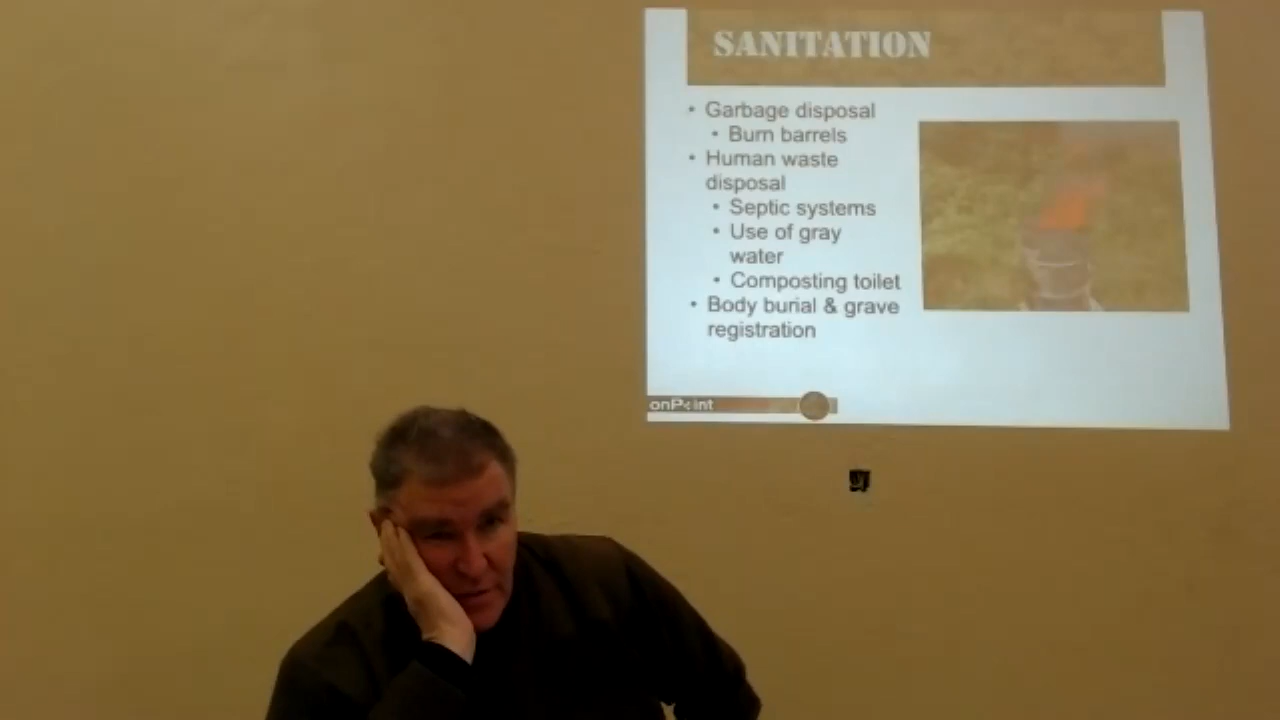 SANITATION
• Garbage disposal
• Burn barrels
• Human waste
disposal
• Septic systems
• Use of gray
water
• Composting toilet
• Body burial & grave
registration
onPoint